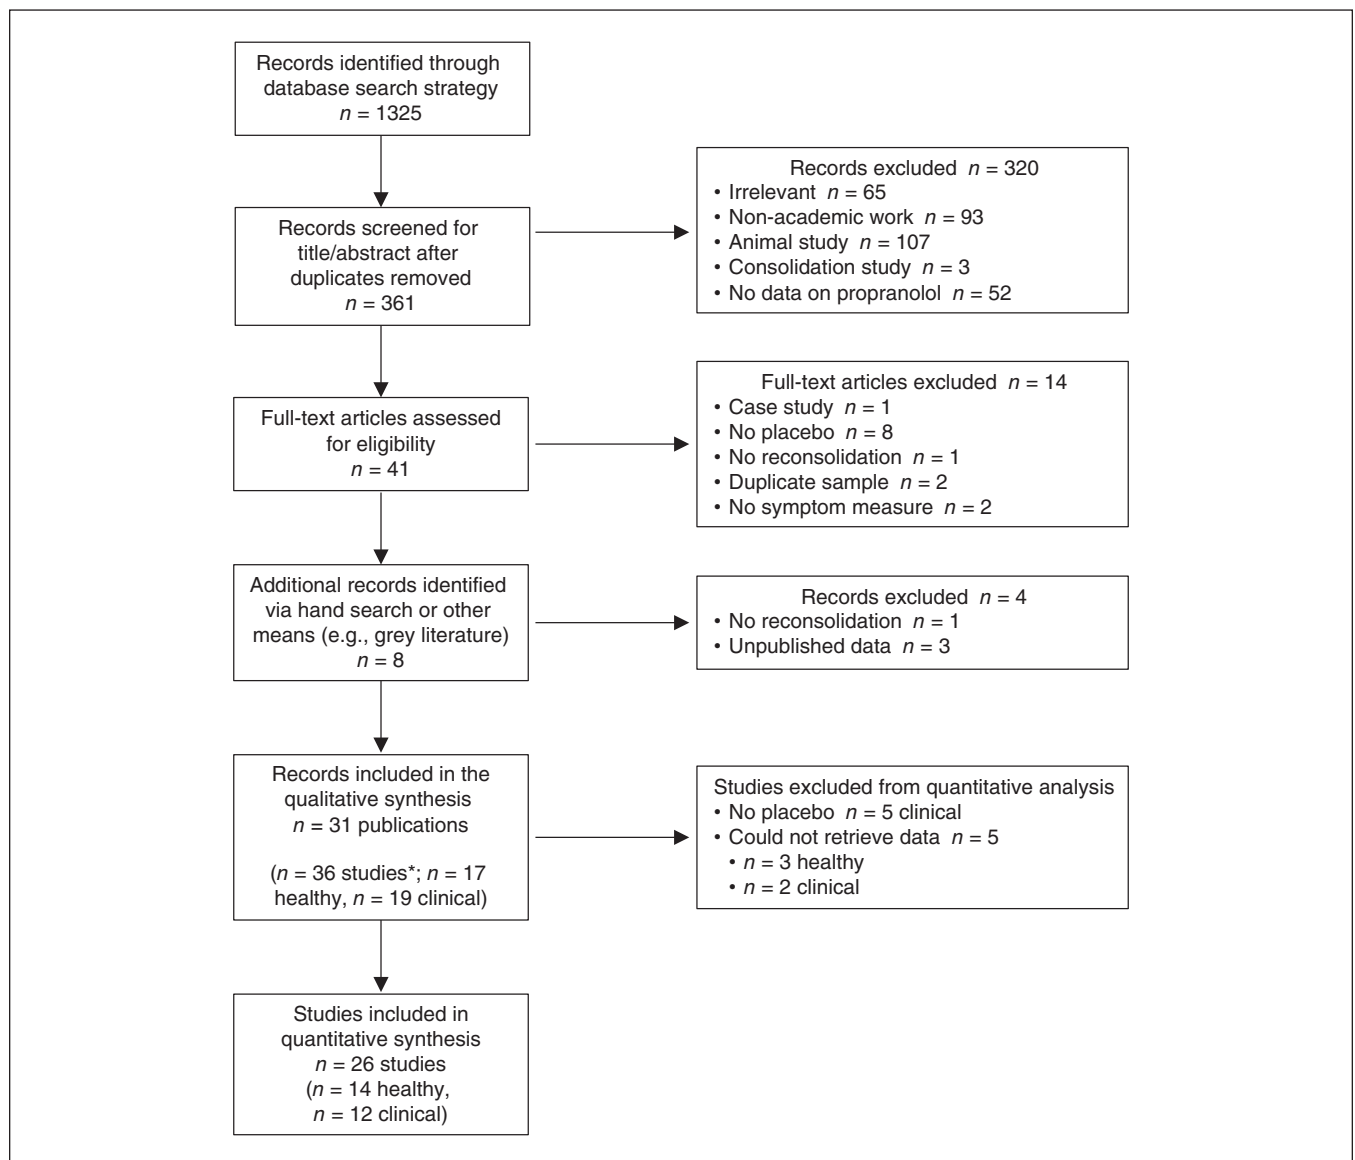 Records identified through
database search strategy
n = 1325
Records excluded n = 320
• Irrelevant n = 65
• Non-academic work n = 93
• Animal study n = 107
• Consolidation study n = 3
• No data on propranolol n = 52
Records screened for
title/abstract after
duplicates removed
n = 361
Full-text articles excluded n = 14
• Case study n = 1
• No placebo n = 8
• No reconsolidation n = 1
• Duplicate sample n = 2
• No symptom measure n = 2
Full-text articles assessed
for eligibility
n = 41
Additional records identified
via hand search or other
means (e.g., grey literature)
n = 8
Records excluded n = 4
• No reconsolidation n = 1
• Unpublished data n = 3
Records included in the
qualitative synthesis
n = 31 publications
(n = 36 studies*; n = 17
healthy, n = 19 clinical)
Studies excluded from quantitative analysis
• No placebo n = 5 clinical
• Could not retrieve data n = 5
• n = 3 healthy
• n = 2 clinical
Studies included in
quantitative synthesis
n = 26 studies
(n = 14 healthy,
n = 12 clinical)